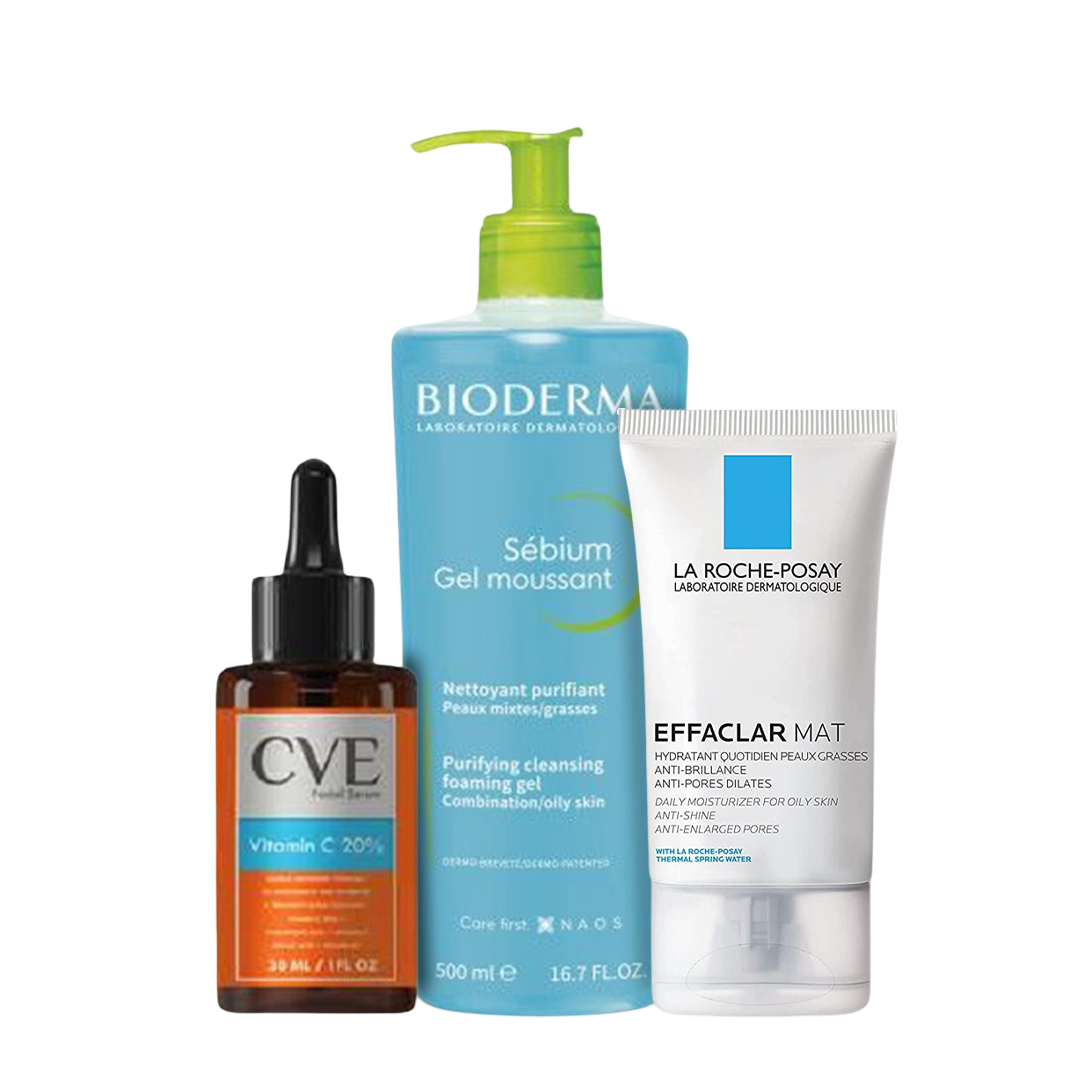 BIODERMA
LABORATOIRE
Sébium
Gel moussant
Nettoyant purifiant
Peaux mixtes/grasses
Purifying cleansing
foaming gel
Combination/oily skin
DERMO-BREVETÉ/DERMO-PATENTED
Care first. NAOS
500 ml e 16.7 FL.OZ.
CVE
Facial Serum
Vitamin C 20%
30 ML / 1 FL OZ
LA ROCHE-POSAY
LABORATOIRE DERMATOLOGIQUE
EFFACLAR MAT
HYDRATANT QUOTIDIEN PEAUX GRASSES
ANTI-BRILLANCE
ANTI-PORES DILATES
DAILY MOISTURIZER FOR OILY SKIN
ANTI-SHINE
ANTI-ENLARGED PORES
WITH LA ROCHE-POSAY
THERMAL SPRING WATER